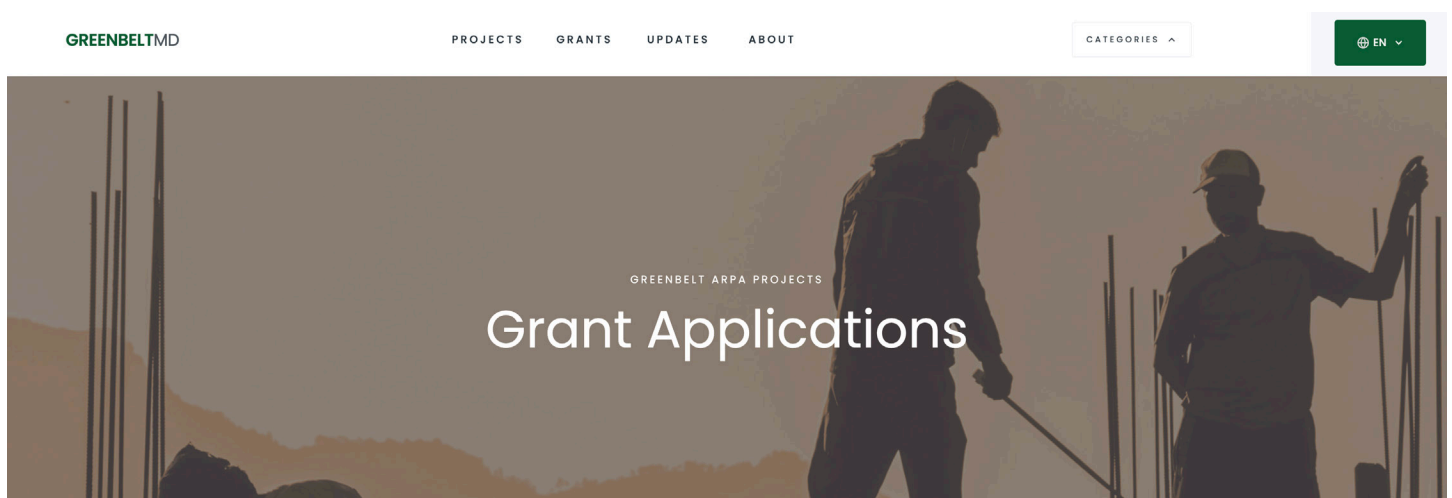 GREENBELTMD
PROJECTS GRANTS UPDATES ABOUT
CATEGORIES
EN
GREENBELT ARPA PROJECTS
Grant Applications